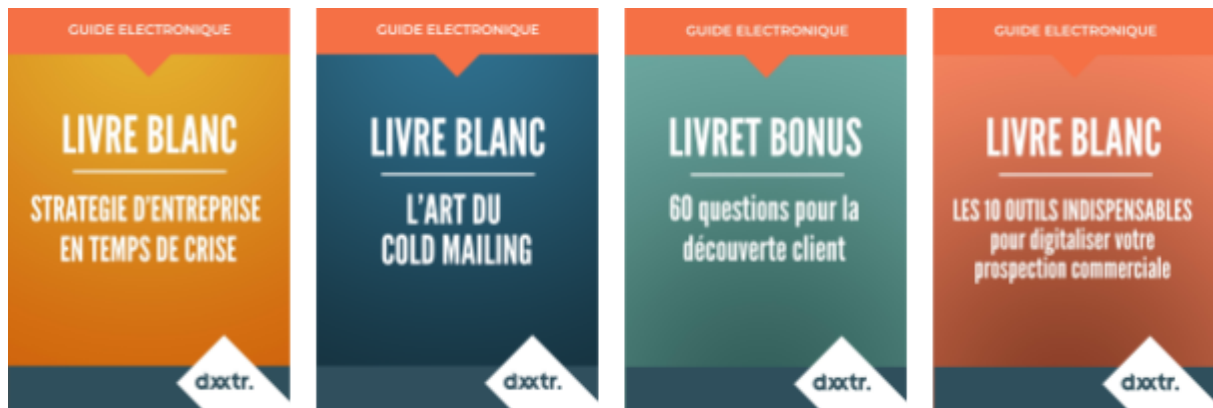 GUIDE ELECTRONIQUE
LIVRE BLANC
STRATEGIE D'ENTREPRISE
EN TEMPS DE CRISE
dxxtr.
GUIDE ELECTRONIQUE
LIVRE BLANC
L'ART DU
COLD MAILING
dxxtr.
GUIDE ELECTRONIQUE
LIVRET BONUS
60 questions pour la
découverte client
dxxtr.
GUIDE ELECTRONIQUE
LIVRE BLANC
LES 10 OUTILS INDISPENSABLES
pour digitaliser votre
prospection commerciale
dxxtr.